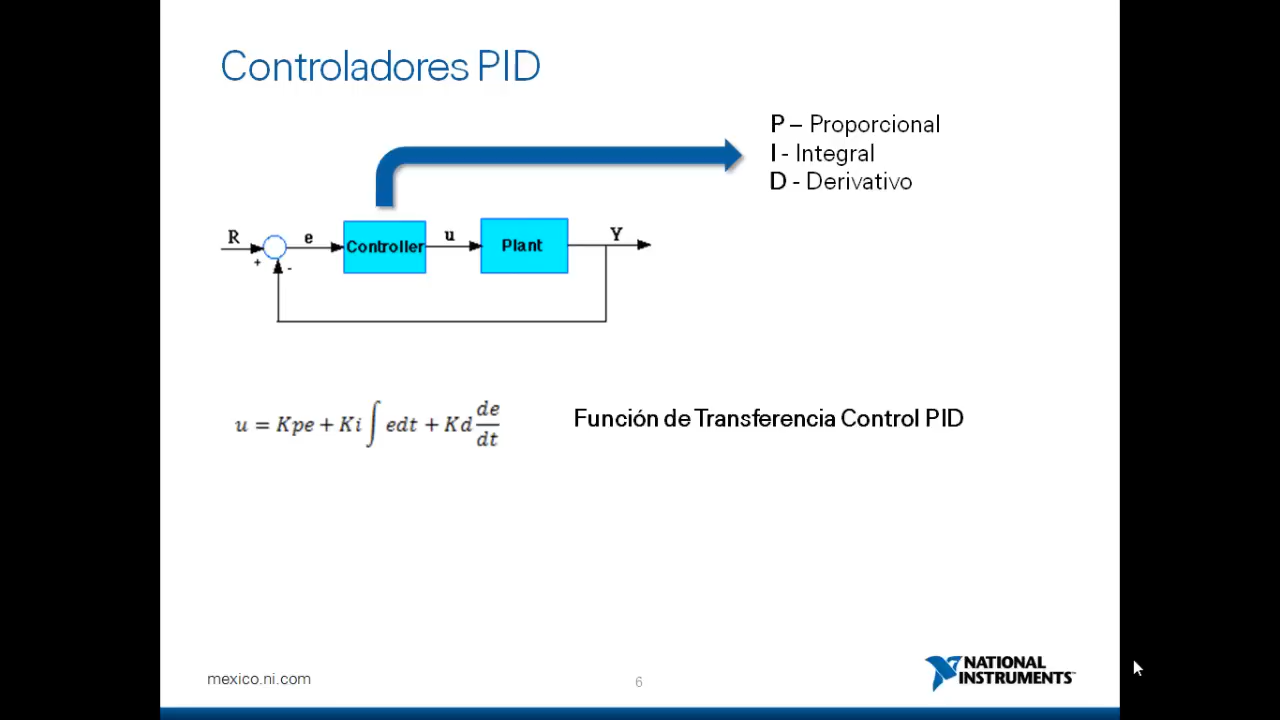 Controladores PID
P – Proporcional
I - Integral
D - Derivativo
R
e
Controller
u
Plant
Y
+
-
u = Kpe + Ki ∫ edt + Kd de/dt
Función de Transferencia Control PID
mexico.ni.com
6
NATIONAL
INSTRUMENTS™